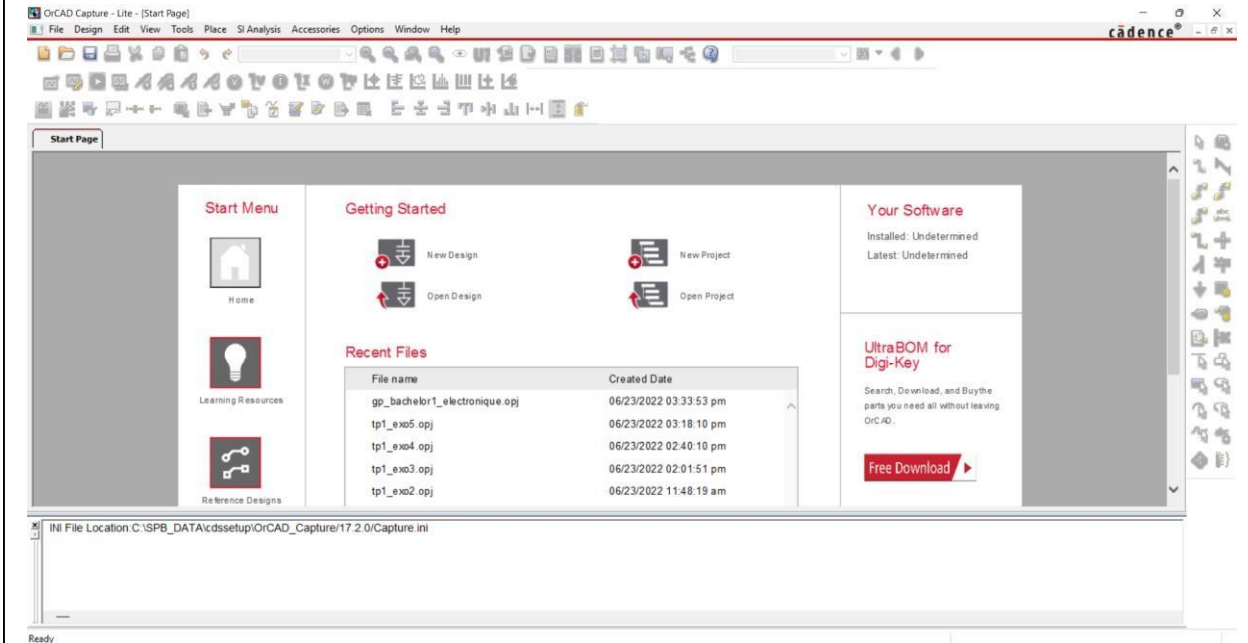 OrCAD Capture - Lite - [Start Page]
File Design Edit View Tools Place SI Analysis Accessories Options Window Help
cādence®
Start Page
Start Menu
Home
Learning Resources
Reference Designs
Getting Started
New Design
New Project
Open Design
Open Project
Recent Files
File name Created Date
gp_bachelor1_electronique.opj 06/23/2022 03:33:53 pm
tp1_exo5.opj 06/23/2022 03:18:10 pm
tp1_exo4.opj 06/23/2022 02:40:10 pm
tp1_exo3.opj 06/23/2022 02:01:51 pm
tp1_exo2.opj 06/23/2022 11:48:19 am
Your Software
Installed: Undetermined
Latest: Undetermined
UltraBOM for
Digi-Key
Search, Download, and Buythe
parts you need all without leaving
OrCAD.
Free Download
INI File Location:C:\SPB_DATA\cdssetup\OrCAD_Capture/17.2.0/Capture.ini
Ready